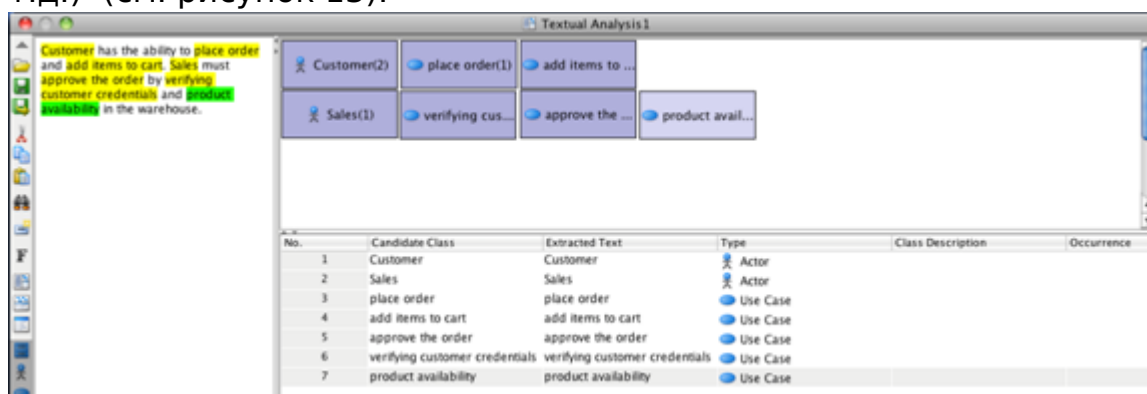 т.д.)" (см. рисунок 15).
Textual Analysis1
Customer has the ability to place order
and add items to cart. Sales must
approve the order by verifying
customer credentials and product
availability in the warehouse.
Customer(2) place order(1) add items to ...
Sales(1) verifying cus... approve the ... product avail...
No. Candidate Class Extracted Text Type Class Description Occurrence
1 Customer Customer Actor
2 Sales Sales Actor
3 place order place order Use Case
4 add items to cart add items to cart Use Case
5 approve the order approve the order Use Case
6 verifying customer credentials verifying customer credentials Use Case
7 product availability product availability Use Case